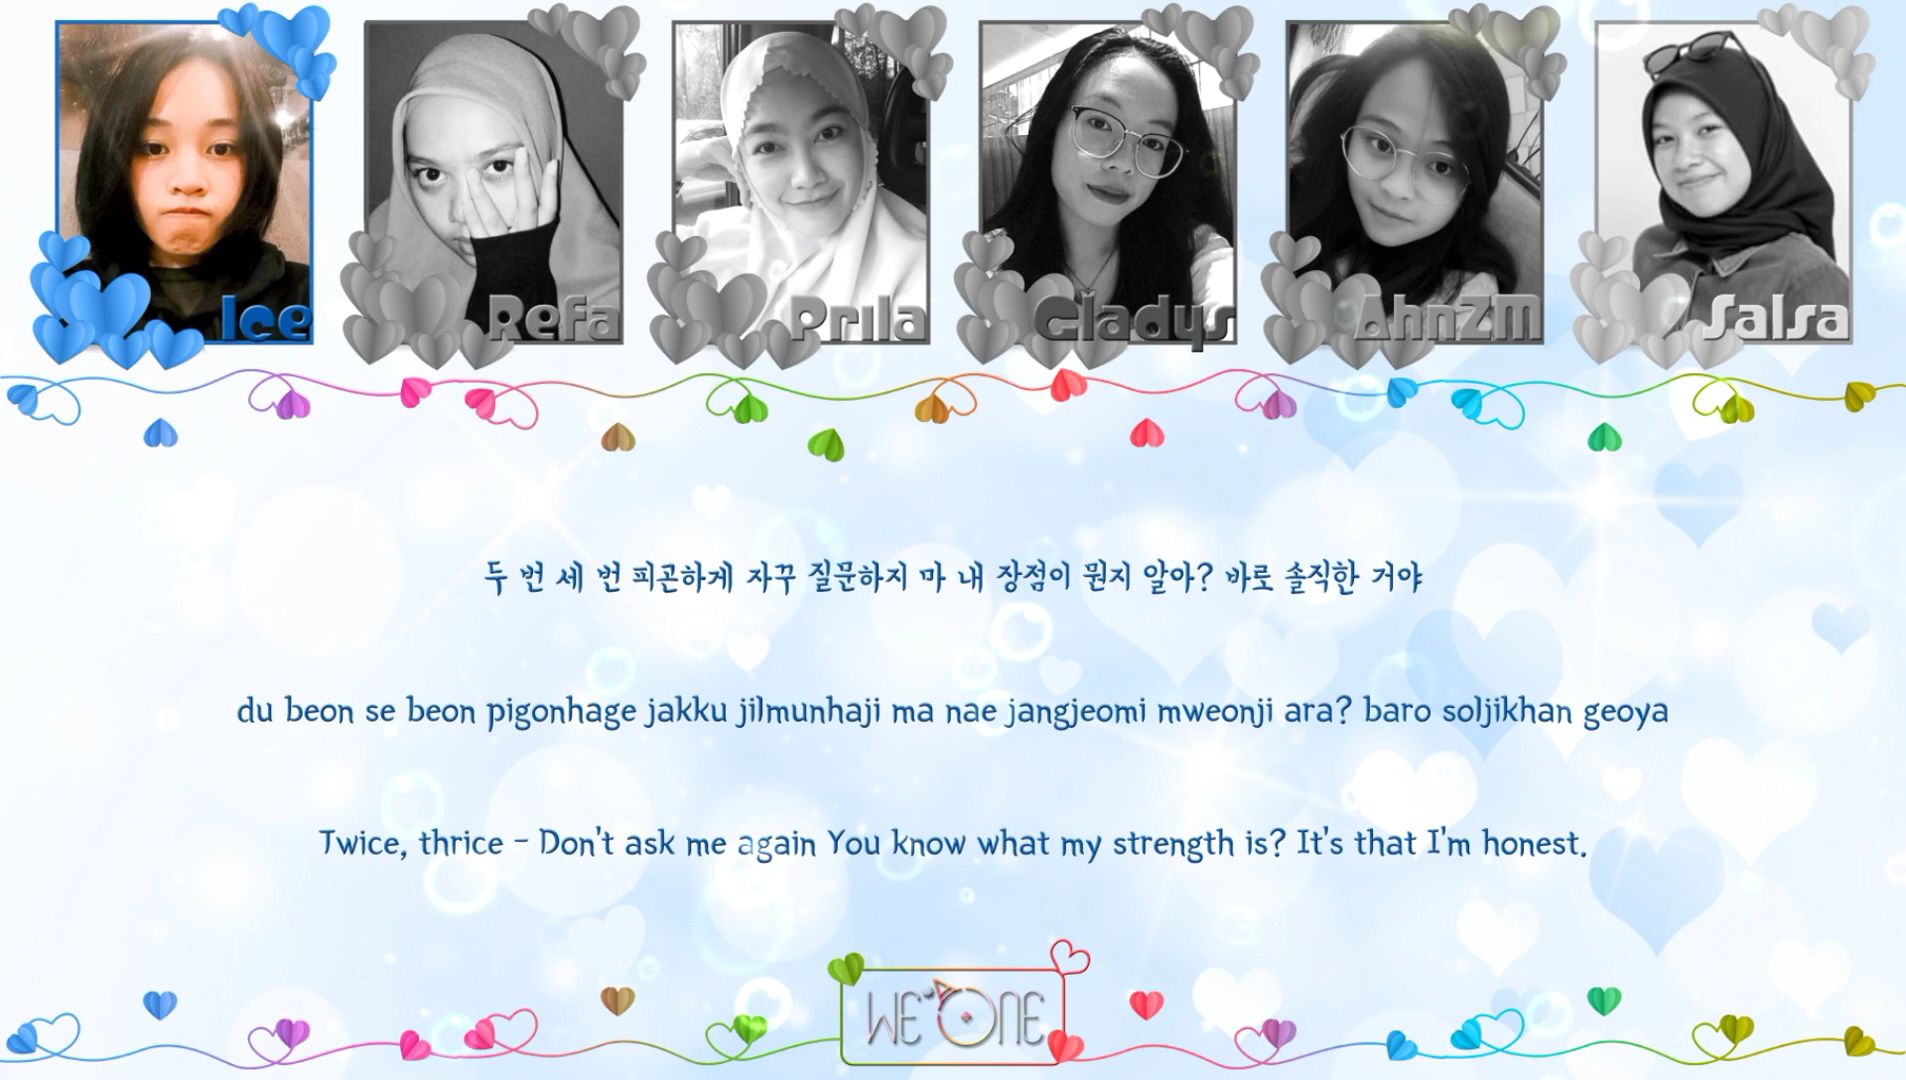 Ice
Refa
Prila
Gladys
AhnZM
Salsa
두 번 세 번 피곤하게 자꾸 질문하지 마 내 장점이 뭔지 알아? 바로 솔직한 거야
du beon se beon pigonhage jakku jilmunhaji ma nae jangjeomi mweonji ara? baro soljikhan geoya
Twice, thrice - Don't ask me again You know what my strength is? It's that I'm honest.
WE ONE